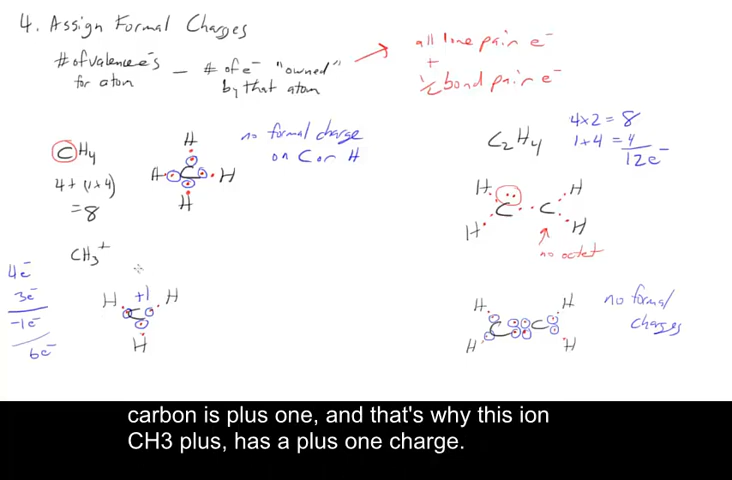 4. Assign Formal Charges
# of valence e⁻s for atom − # of e⁻ "owned" by that atom
all lone pair e⁻
+
½ bond pair e⁻
CH₄
4 + (1×4)
= 8
H
H C H
H
no formal charge
on C or H
C₂H₄
4×2 = 8
1×4 = 4
12e⁻
H H
C C
H H
no octet
CH₃⁺
4e⁻
3e⁻
-1e⁻
6e⁻
+1
H H
C
H
H H
C C
H H
no formal
charges
carbon is plus one, and that's why this ion
CH3 plus, has a plus one charge.